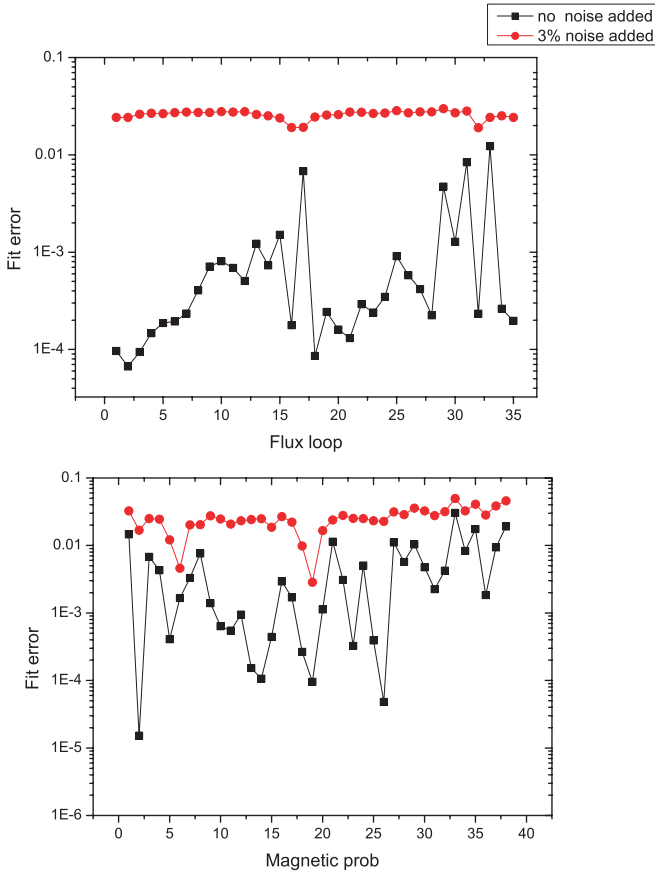 no noise added
3% noise added
0.1
0.01
1E-3
1E-4
Fit error
0 5 10 15 20 25 30 35
Flux loop
0.1
0.01
1E-3
1E-4
1E-5
1E-6
Fit error
0 5 10 15 20 25 30 35 40
Magnetic prob